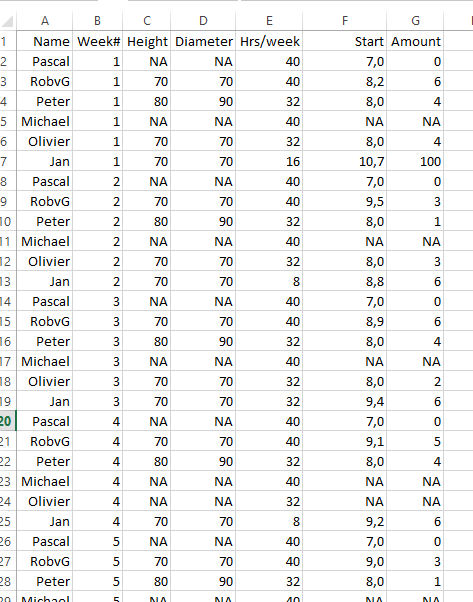 A B C D E F G
1 Name Week# Height Diameter Hrs/week Start Amount
2 Pascal 1 NA NA 40 7,0 0
3 RobvG 1 70 70 40 8,2 6
4 Peter 1 80 90 32 8,0 4
5 Michael 1 NA NA 40 NA NA
6 Olivier 1 70 70 32 8,0 4
7 Jan 1 70 70 16 10,7 100
8 Pascal 2 NA NA 40 7,0 0
9 RobvG 2 70 70 40 9,5 3
10 Peter 2 80 90 32 8,0 1
11 Michael 2 NA NA 40 NA NA
12 Olivier 2 70 70 32 8,0 3
13 Jan 2 70 70 8 8,8 6
14 Pascal 3 NA NA 40 7,0 0
15 RobvG 3 70 70 40 8,9 6
16 Peter 3 80 90 32 8,0 4
17 Michael 3 NA NA 40 NA NA
18 Olivier 3 70 70 32 8,0 2
19 Jan 3 70 70 32 9,4 6
20 Pascal 4 NA NA 40 7,0 0
21 RobvG 4 70 70 40 9,1 5
22 Peter 4 80 90 32 8,0 4
23 Michael 4 NA NA 40 NA NA
24 Olivier 4 NA NA 32 NA NA
25 Jan 4 70 70 8 9,2 6
26 Pascal 5 NA NA 40 7,0 0
27 RobvG 5 70 70 40 9,0 3
28 Peter 5 80 90 32 8,0 1
29 Michael 5 NA NA 40 NA NA